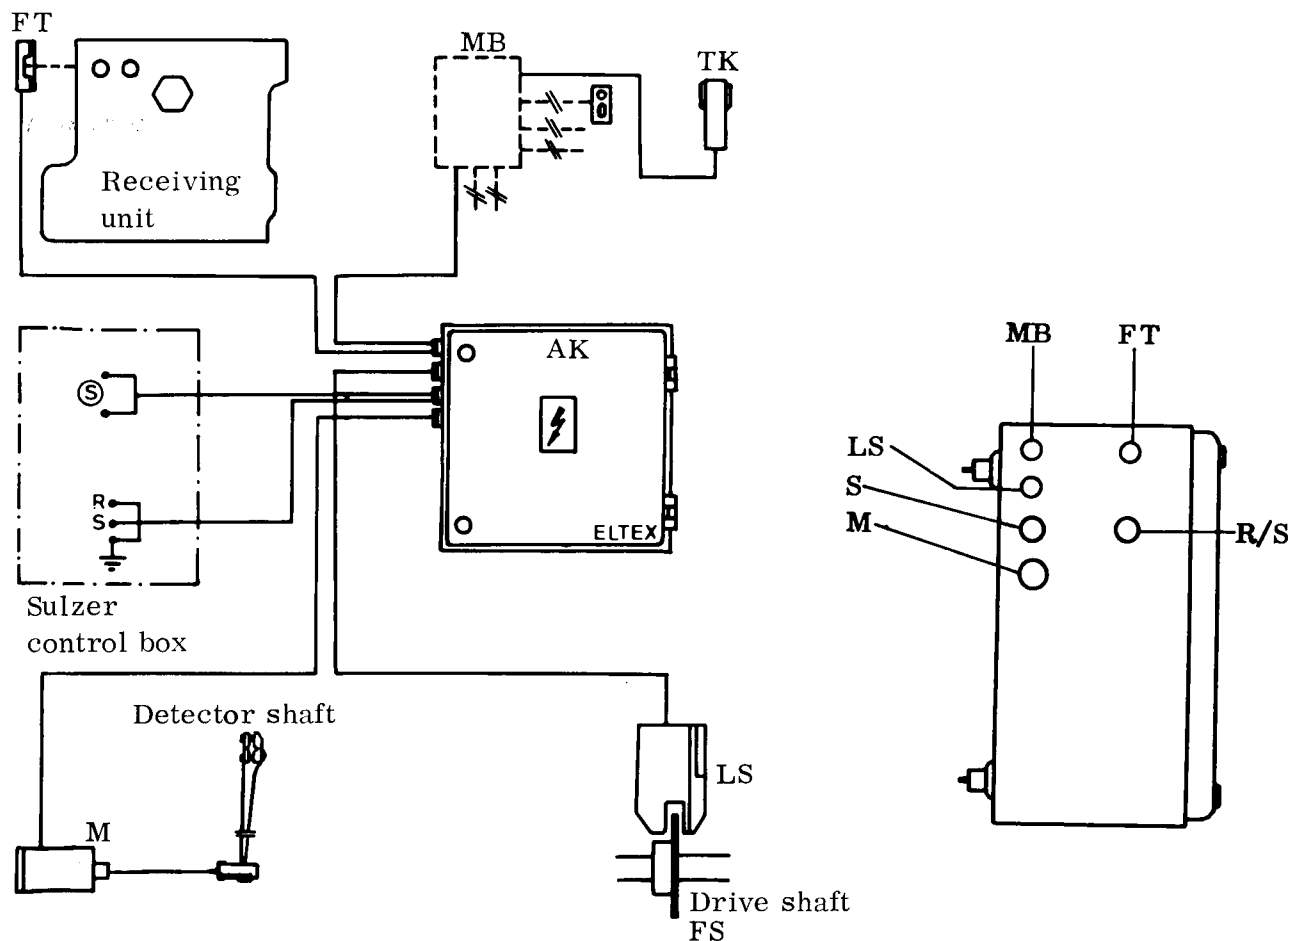 FT
MB
TK
Receiving
unit
AK
MB
FT
S
LS
S
R
S
M
R/S
ELTEX
Sulzer
control box
Detector shaft
LS
M
Drive shaft
FS